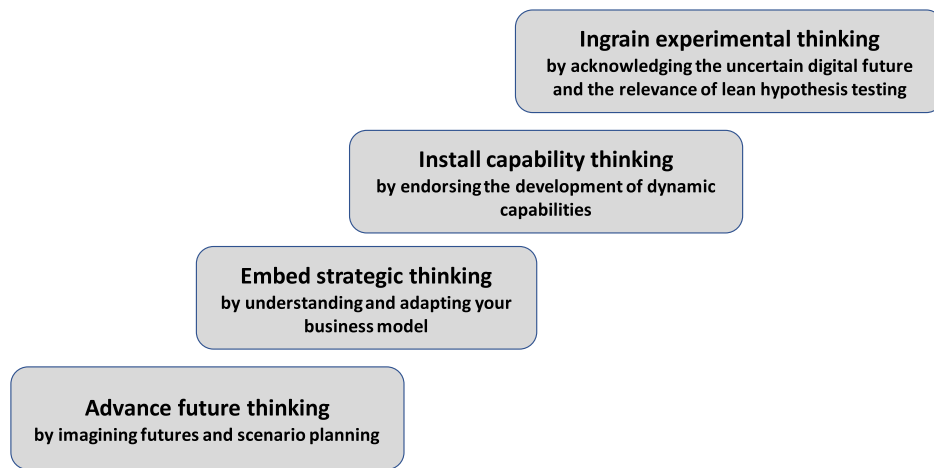 Ingrain experimental thinking
by acknowledging the uncertain digital future
and the relevance of lean hypothesis testing
Install capability thinking
by endorsing the development of dynamic
capabilities
Embed strategic thinking
by understanding and adapting your
business model
Advance future thinking
by imagining futures and scenario planning